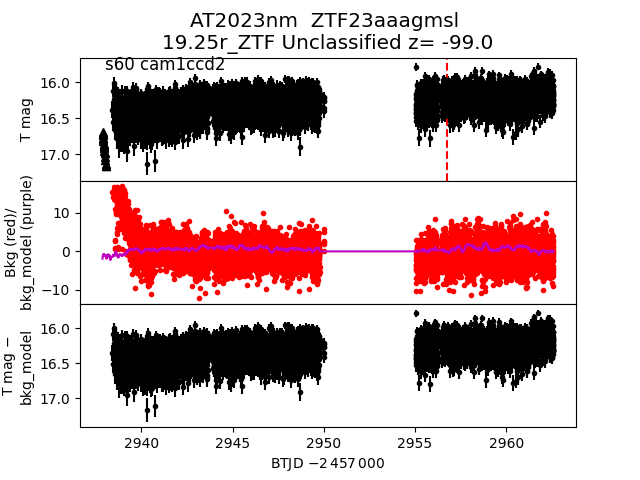 AT2023nm  ZTF23aaagmsl
19.25r_ZTF Unclassified z= -99.0
s60 cam1ccd2
T mag
16.0
16.5
17.0
Bkg (red)/
bkg_model (purple)
10
0
−10
T mag −
bkg_model
16.0
16.5
17.0
2940
2945
2950
2955
2960
BTJD −2 457 000